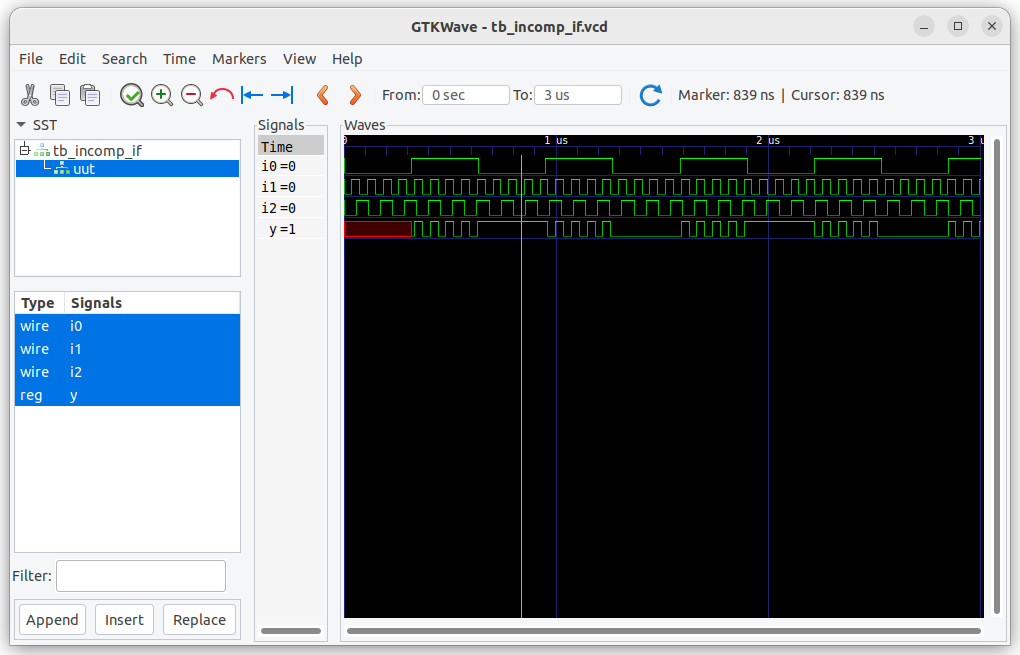 GTKWave - tb_incomp_if.vcd
File Edit Search Time Markers View Help
From: 0 sec To: 3 us Marker: 839 ns | Cursor: 839 ns
SST
tb_incomp_if
uut
Type Signals
wire i0
wire i1
wire i2
reg y
Filter:
Append Insert Replace
Signals
Time
i0 =0
i1 =0
i2 =0
y =1
Waves
0 1 us 2 us 3 u